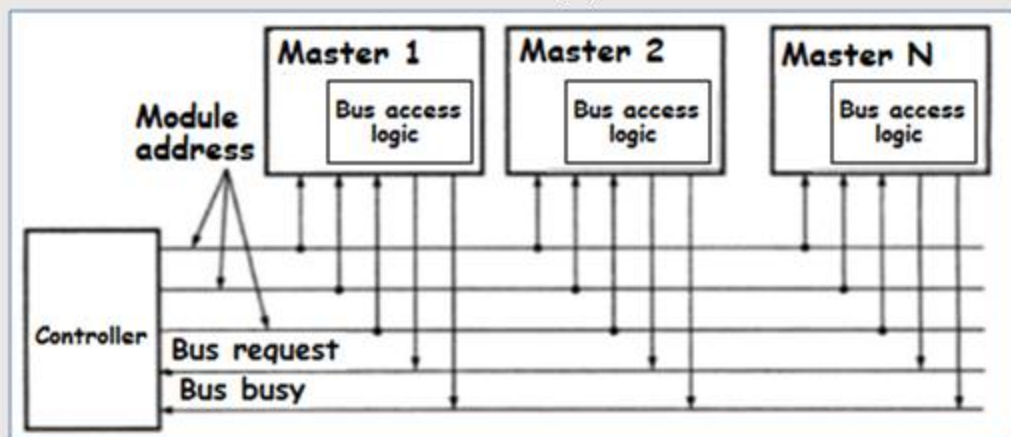 Master 1
Bus access
logic
Master 2
Bus access
logic
Master N
Bus access
logic
Module
address
Controller
Bus request
Bus busy